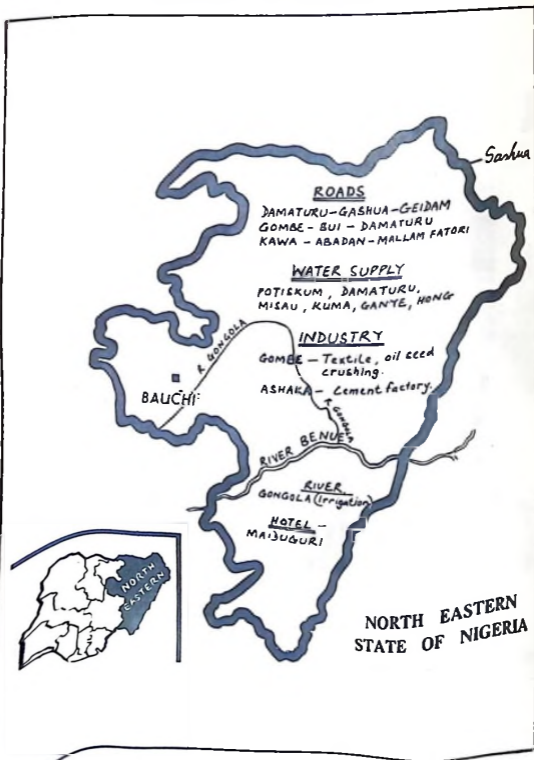 Sashua
ROADS
DAMATURU-GASHUA-GEIDAM
GOMBE - BUI - DAMATURU
KAWA - ABADAN - MALLAM FATORI
WATER SUPPLY
POTISKUM, DAMATURU,
MISAU, KUMA, GANYE, HONG
INDUSTRY
GOMBE - Textile, oil seed
crushing.
ASHAKA - Cement factory.
R. GONGOLA
BAUCHI
GONGOLA
RIVER BENUE
RIVER
GONGOLA (Irrigation)
HOTEL -
MAIDUGURI
NORTH
EASTERN
NORTH EASTERN
STATE OF NIGERIA